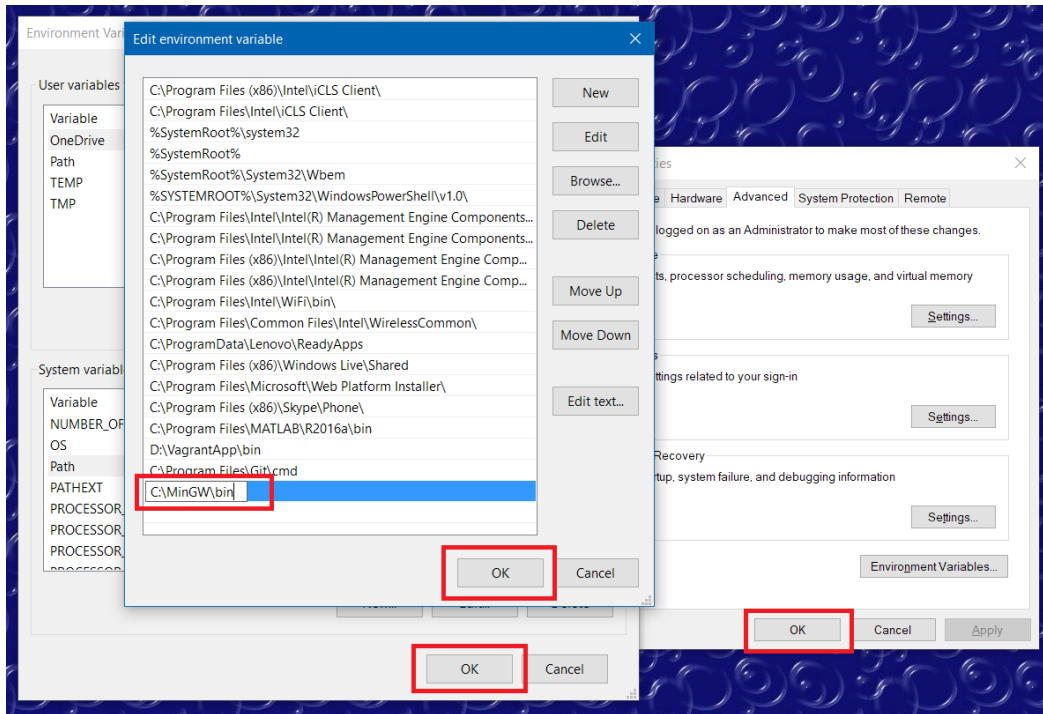 Environment Vari
Edit environment variable
User variables
Variable
OneDrive
Path
TEMP
TMP
C:\Program Files (x86)\Intel\iCLS Client\
C:\Program Files\Intel\iCLS Client\
%SystemRoot%\system32
%SystemRoot%
%SystemRoot%\System32\Wbem
%SYSTEMROOT%\System32\WindowsPowerShell\v1.0\
C:\Program Files\Intel\Intel(R) Management Engine Components...
C:\Program Files\Intel\Intel(R) Management Engine Components...
C:\Program Files (x86)\Intel\Intel(R) Management Engine Comp...
C:\Program Files (x86)\Intel\Intel(R) Management Engine Comp...
C:\Program Files\Intel\WiFi\bin\
C:\Program Files\Common Files\Intel\WirelessCommon\
C:\ProgramData\Lenovo\ReadyApps
C:\Program Files (x86)\Windows Live\Shared
C:\Program Files\Microsoft\Web Platform Installer\
C:\Program Files (x86)\Skype\Phone\
C:\Program Files\MATLAB\R2016a\bin
D:\VagrantApp\bin
C:\Program Files\Git\cmd
C:\MinGW\bin
New
Edit
Browse...
Delete
Move Up
Move Down
Edit text...
OK
Cancel
System variabl
Variable
NUMBER_OF
OS
Path
PATHEXT
PROCESSOR_
PROCESSOR_
PROCESSOR_
OK
Cancel
ies
Hardware Advanced System Protection Remote
logged on as an Administrator to make most of these changes.
ts, processor scheduling, memory usage, and virtual memory
Settings...
ttings related to your sign-in
Settings...
Recovery
rtup, system failure, and debugging information
Settings...
Environment Variables...
OK
Cancel
Apply